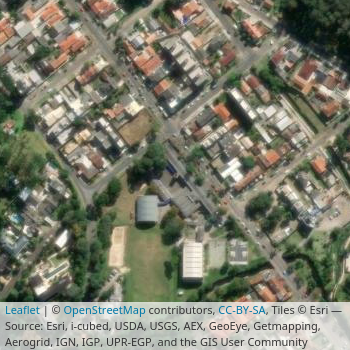 Leaflet | © OpenStreetMap contributors, CC-BY-SA, Tiles © Esri —
Source: Esri, i-cubed, USDA, USGS, AEX, GeoEye, Getmapping,
Aerogrid, IGN, IGP, UPR-EGP, and the GIS User Community